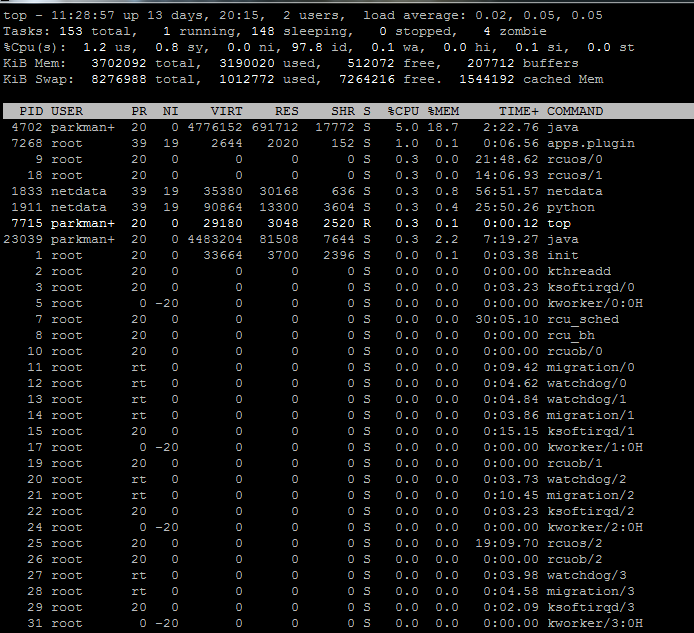 top - 11:28:57 up 13 days, 20:15,  2 users,  load average: 0.02, 0.05, 0.05
Tasks: 153 total,   1 running, 148 sleeping,   0 stopped,   4 zombie
%Cpu(s):  1.2 us,  0.8 sy,  0.0 ni, 97.8 id,  0.1 wa,  0.0 hi,  0.1 si,  0.0 st
KiB Mem:   3702092 total,  3190020 used,   512072 free,   207712 buffers
KiB Swap:  8276988 total,  1012772 used,  7264216 free.  1544192 cached Mem
PID USER      PR  NI    VIRT    RES    SHR S  %CPU %MEM     TIME+ COMMAND
4702 parkman+  20   0 4776152 691712  17772 S   5.0 18.7   2:22.76 java
7268 root      39  19    2644   2020    152 S   1.0  0.1   0:06.56 apps.plugin
9 root      20   0       0      0      0 S   0.3  0.0  21:48.62 rcuos/0
18 root      20   0       0      0      0 S   0.3  0.0  14:06.93 rcuos/1
1833 netdata   39  19   35380  30168    636 S   0.3  0.8  56:51.57 netdata
1911 netdata   39  19   90864  13300   3604 S   0.3  0.4  25:50.26 python
7715 parkman+  20   0   29180   3048   2520 R   0.3  0.1   0:00.12 top
23039 parkman+  20   0 4483204  81508   7644 S   0.3  2.2   7:19.27 java
1 root      20   0   33664   3700   2396 S   0.0  0.1   0:03.38 init
2 root      20   0       0      0      0 S   0.0  0.0   0:00.00 kthreadd
3 root      20   0       0      0      0 S   0.0  0.0   0:03.23 ksoftirqd/0
5 root       0 -20       0      0      0 S   0.0  0.0   0:00.00 kworker/0:0H
7 root      20   0       0      0      0 S   0.0  0.0  30:05.10 rcu_sched
8 root      20   0       0      0      0 S   0.0  0.0   0:00.00 rcu_bh
10 root      20   0       0      0      0 S   0.0  0.0   0:00.00 rcuob/0
11 root      rt   0       0      0      0 S   0.0  0.0   0:09.42 migration/0
12 root      rt   0       0      0      0 S   0.0  0.0   0:04.62 watchdog/0
13 root      rt   0       0      0      0 S   0.0  0.0   0:04.84 watchdog/1
14 root      rt   0       0      0      0 S   0.0  0.0   0:03.86 migration/1
15 root      20   0       0      0      0 S   0.0  0.0   0:15.15 ksoftirqd/1
17 root       0 -20       0      0      0 S   0.0  0.0   0:00.00 kworker/1:0H
19 root      20   0       0      0      0 S   0.0  0.0   0:00.00 rcuob/1
20 root      rt   0       0      0      0 S   0.0  0.0   0:03.73 watchdog/2
21 root      rt   0       0      0      0 S   0.0  0.0   0:10.45 migration/2
22 root      20   0       0      0      0 S   0.0  0.0   0:03.23 ksoftirqd/2
24 root       0 -20       0      0      0 S   0.0  0.0   0:00.00 kworker/2:0H
25 root      20   0       0      0      0 S   0.0  0.0  19:09.70 rcuos/2
26 root      20   0       0      0      0 S   0.0  0.0   0:00.00 rcuob/2
27 root      rt   0       0      0      0 S   0.0  0.0   0:03.98 watchdog/3
28 root      rt   0       0      0      0 S   0.0  0.0   0:04.58 migration/3
29 root      20   0       0      0      0 S   0.0  0.0   0:02.09 ksoftirqd/3
31 root       0 -20       0      0      0 S   0.0  0.0   0:00.00 kworker/3:0H